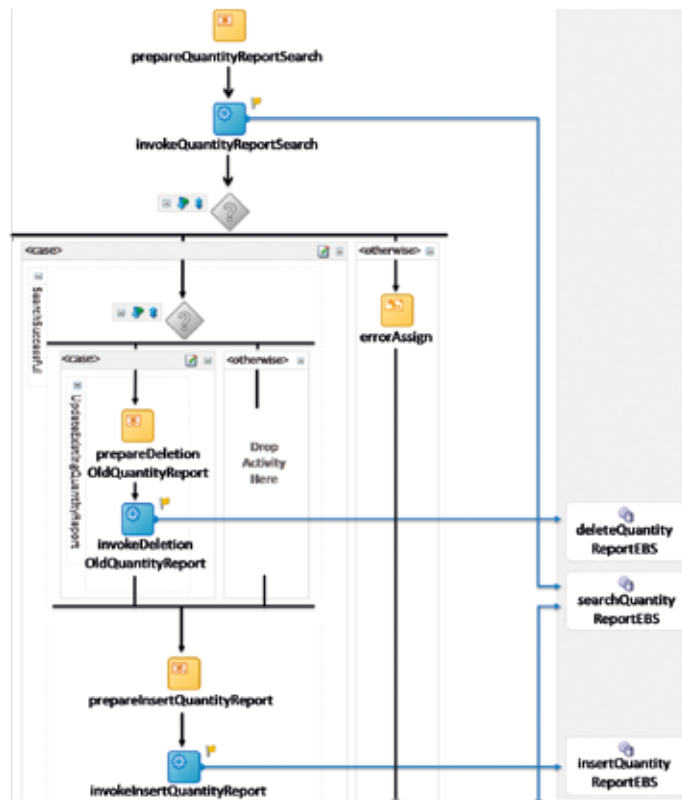 prepareQuantityReportSearch
invokeQuantityReportSearch
<case>
<otherwise>
SearchSuccessful
errorAssign
<case>
<otherwise>
UpdateExistingQuantityReport
prepareDeletion
OldQuantityReport
Drop
Activity
Here
invokeDeletion
OldQuantityReport
deleteQuantity
ReportEBS
searchQuantity
ReportEBS
prepareInsertQuantityReport
invokeInsertQuantityReport
insertQuantity
ReportEBS